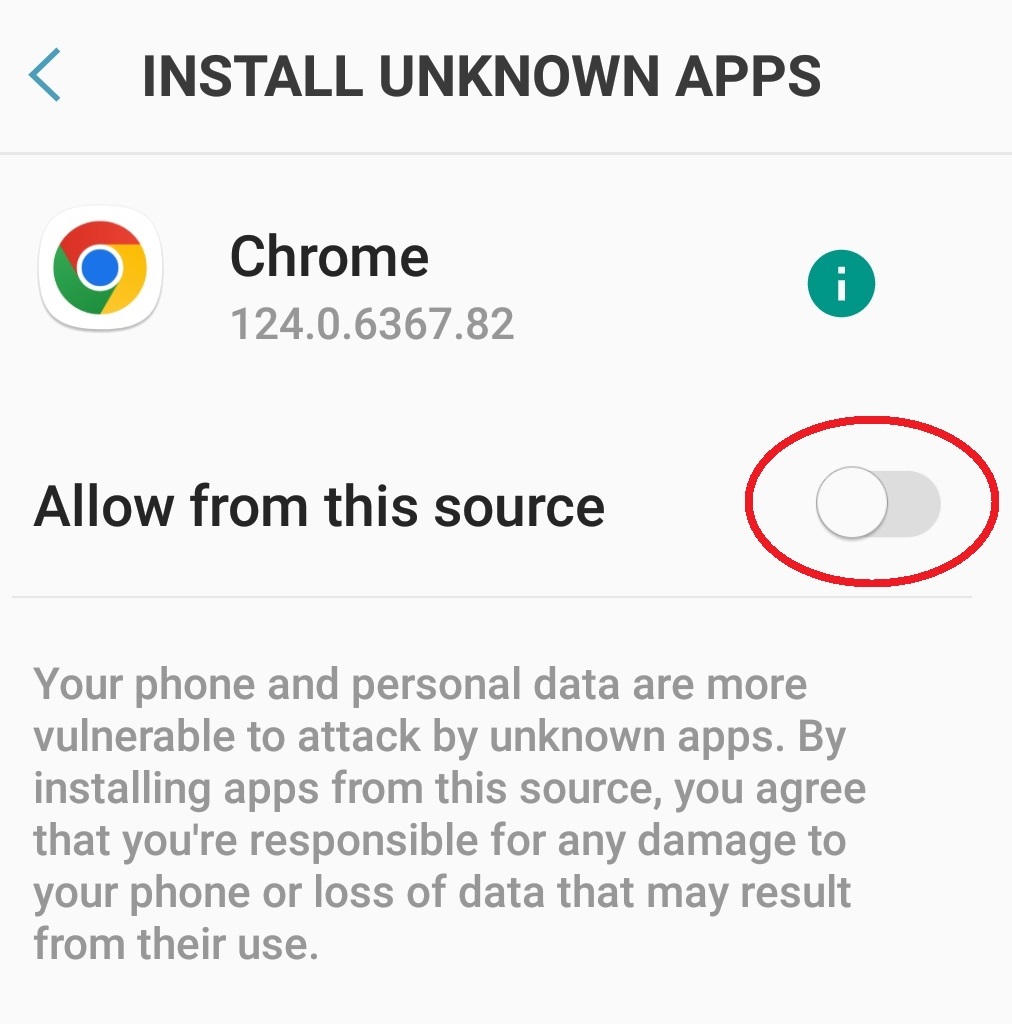 INSTALL UNKNOWN APPS
Chrome
124.0.6367.82
Allow from this source
Your phone and personal data are more
vulnerable to attack by unknown apps. By
installing apps from this source, you agree
that you're responsible for any damage to
your phone or loss of data that may result
from their use.